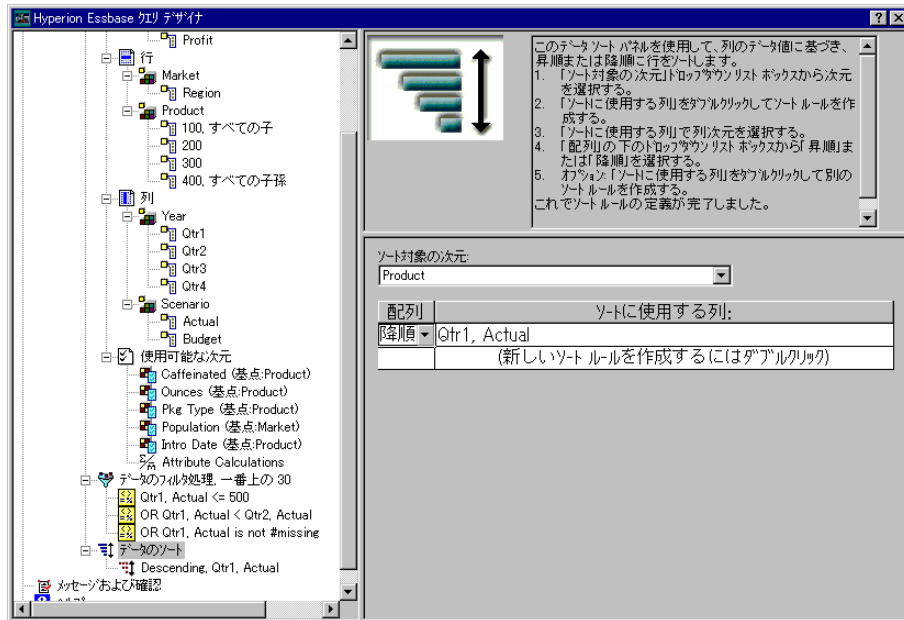 Hyperion Essbase クエリ デザイナ
Profit
行
Market
Region
Product
100, すべての子
200
300
400, すべての子孫
列
Year
Qtr1
Qtr2
Qtr3
Qtr4
Scenario
Actual
Budget
使用可能な次元
Caffeinated (基点:Product)
Ounces (基点:Product)
Pkg Type (基点:Product)
Population (基点:Market)
Intro Date (基点:Product)
Attribute Calculations
データのフィルタ処理, 一番上の 30
Qtr1, Actual <= 500
OR Qtr1, Actual < Qtr2, Actual
OR Qtr1, Actual is not #missing
データのソート
Descending, Qtr1, Actual
メッセージおよび確認
このデータ ソート パネルを使用して、列のデータ値に基づき、
昇順または降順に行をソートします。
1. 「ソート対象の次元」ドロップダウン リスト ボックスから次元
を選択する。
2. 「ソートに使用する列」をダブルクリックしてソート ルールを作
成する。
3. 「ソートに使用する列」で列次元を選択する。
4. 「配列」の下のドロップダウン リスト ボックスから「昇順」ま
たは「降順」を選択する。
5. オプション:「ソートに使用する列」をダブルクリックして別の
ソート ルールを作成する。
これでソート ルールの定義が完了しました。
ソート対象の次元:
Product
配列 ソートに使用する列:
降順 Qtr1, Actual
(新しいソート ルールを作成するにはダブルクリック)